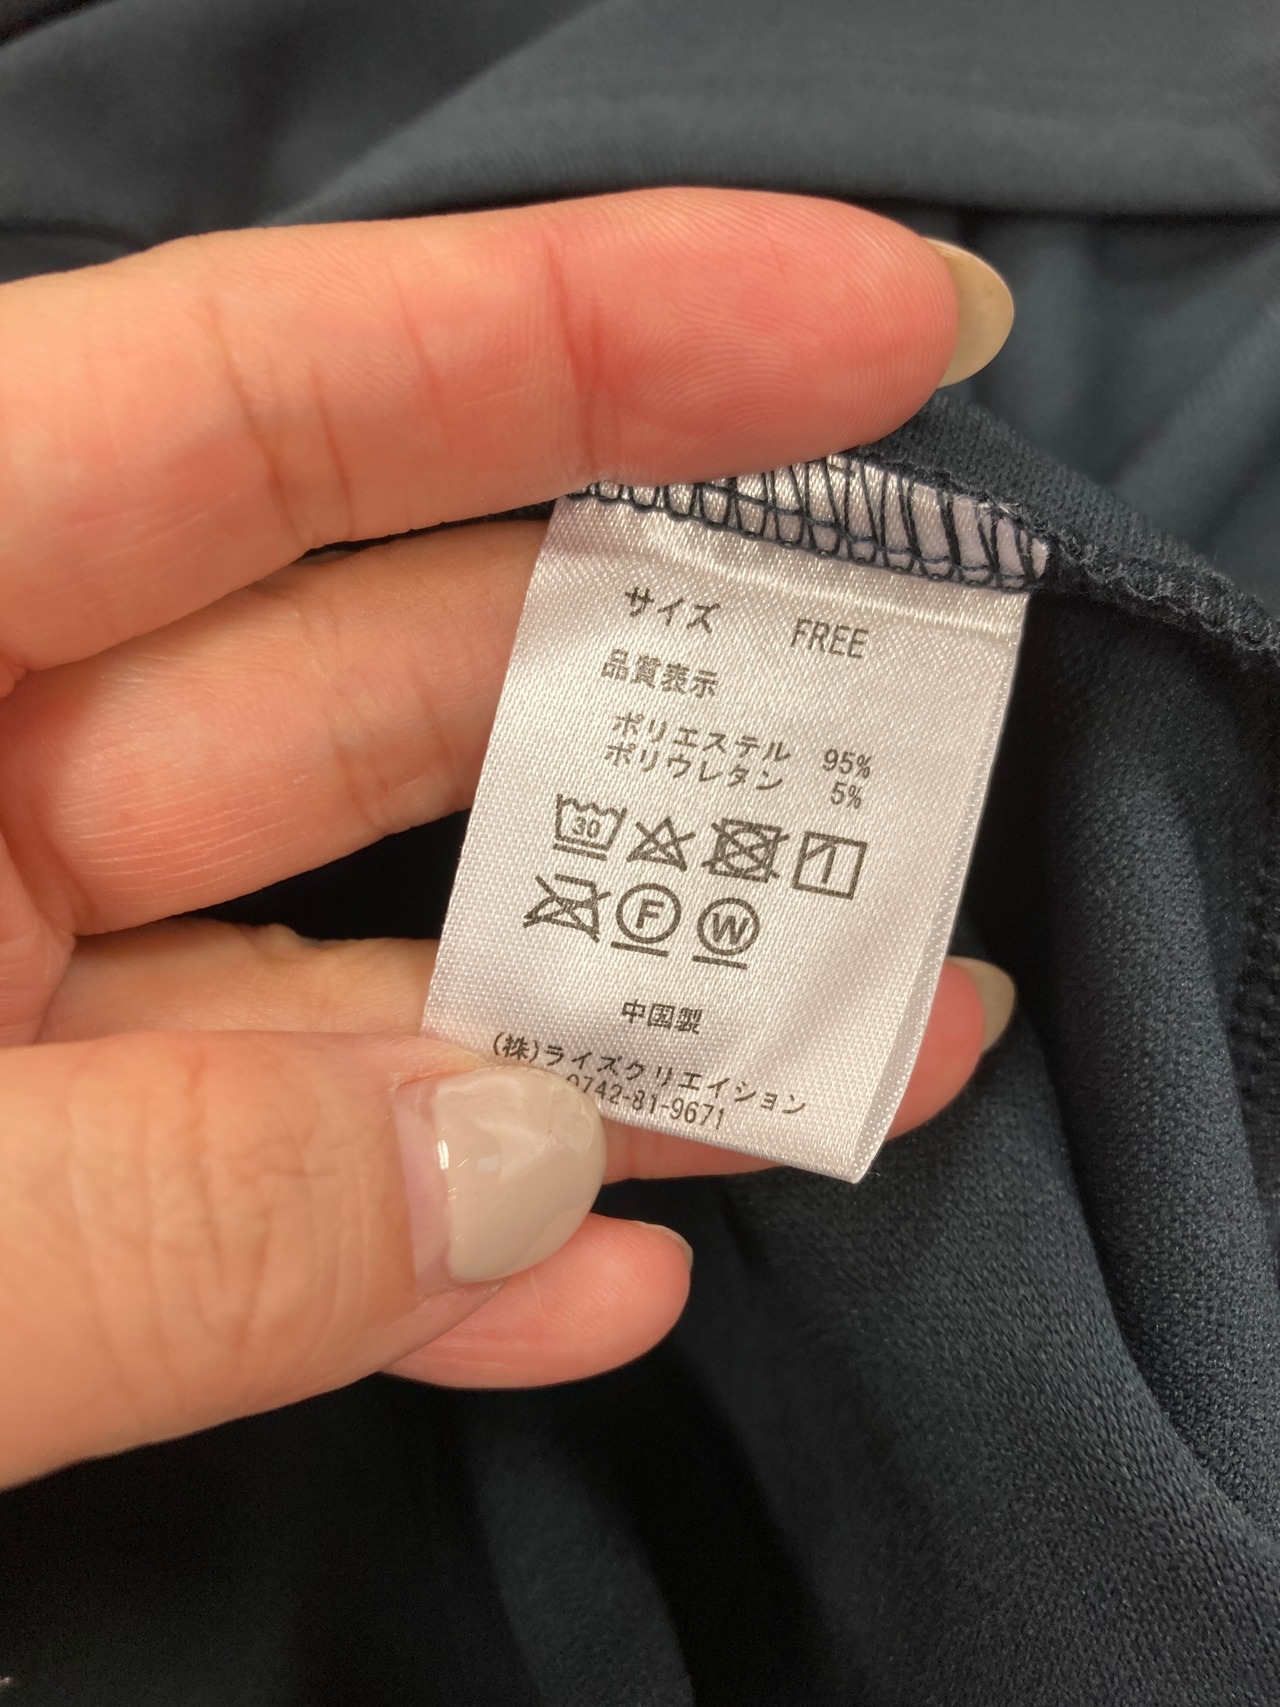 サイズ FREE
品質表示
ポリエステル 95%
ポリウレタン 5%
30
F W
中国製
(株)ライズクリエイション
0742-81-9671